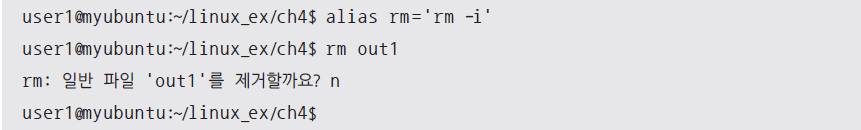 user1@myubuntu:~/linux_ex/ch4$ alias rm='rm -i'
user1@myubuntu:~/linux_ex/ch4$ rm out1
rm: 일반 파일 'out1'를 제거할까요? n
user1@myubuntu:~/linux_ex/ch4$